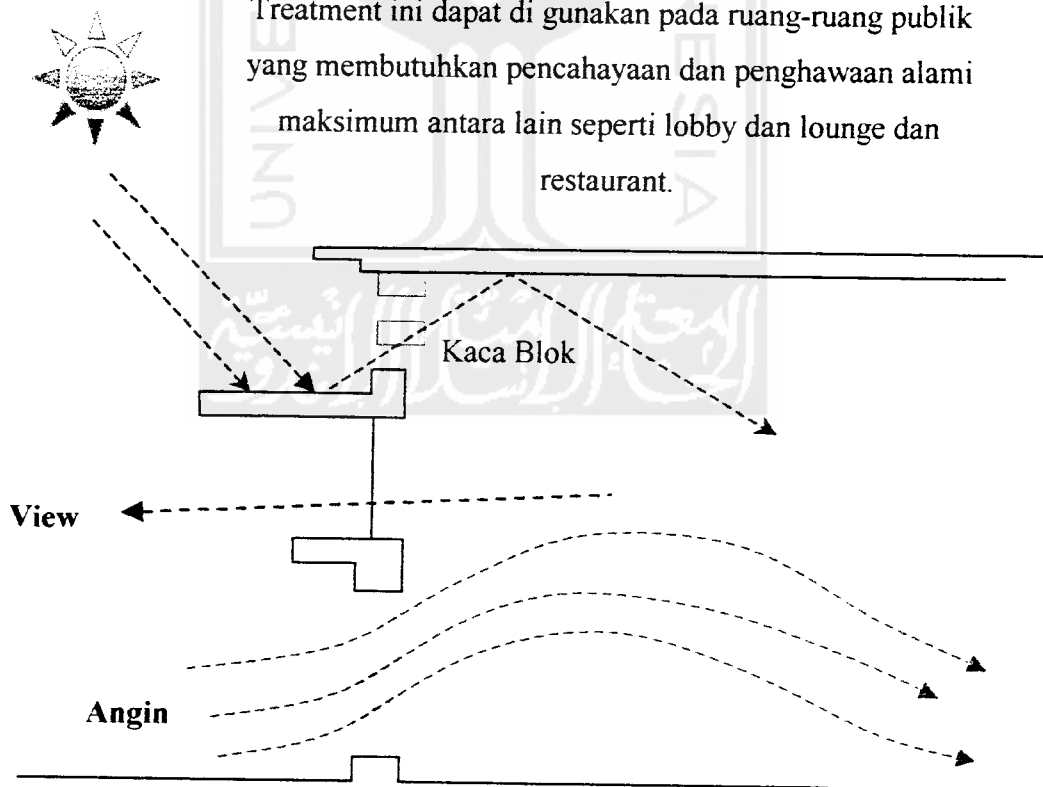 Treatment ini dapat di gunakan pada ruang-ruang publik
yang membutuhkan pencahayaan dan penghawaan alami
maksimum antara lain seperti lobby dan lounge dan
restaurant.
Kaca Blok
View
Angin